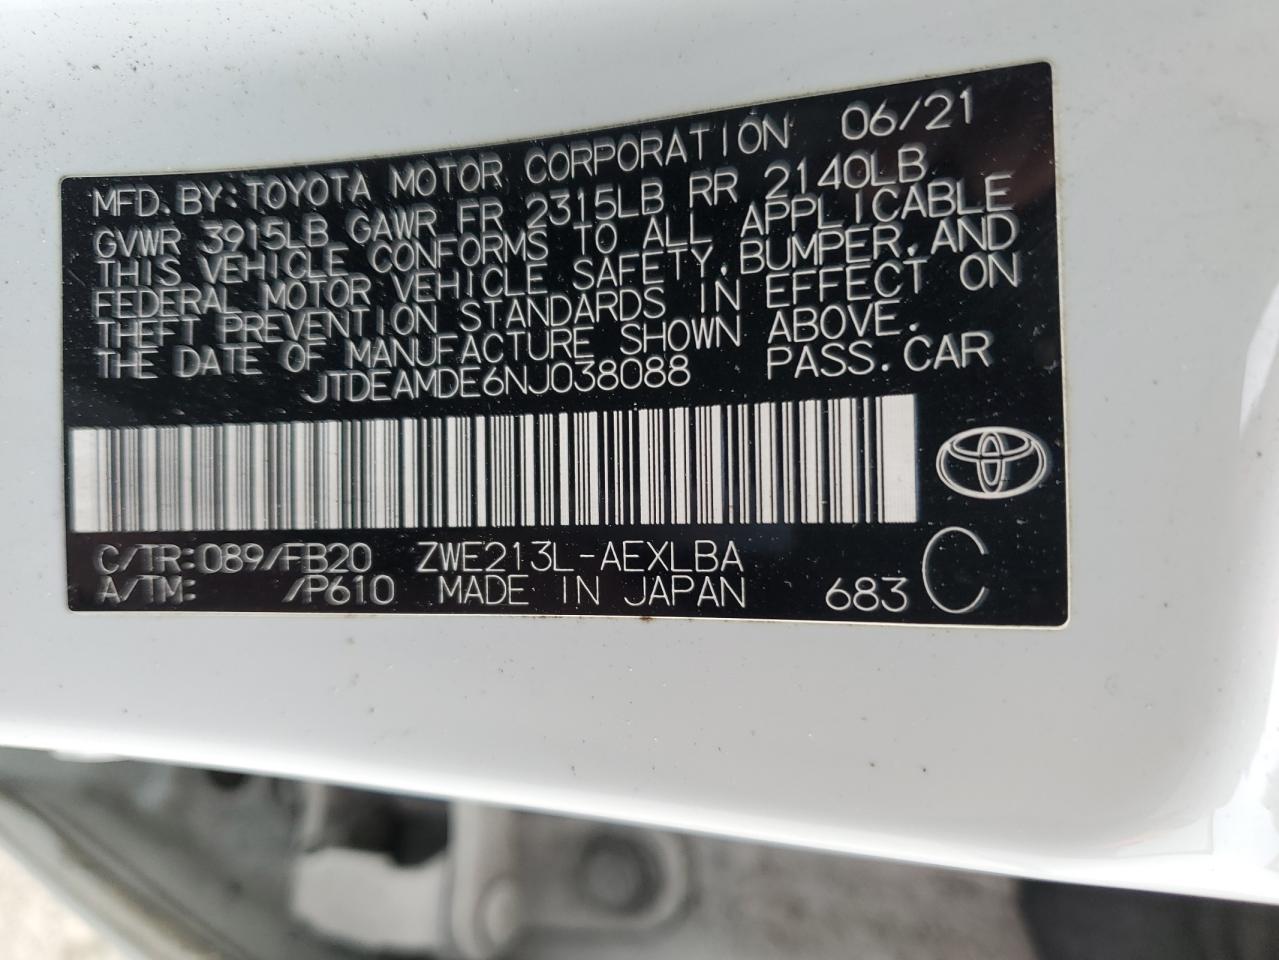 MFD. BY: TOYOTA MOTOR CORPORATION 06/21
GVWR 3915LB GAWR FR 2315LB RR 2140LB
THIS VEHICLE CONFORMS TO ALL APPLICABLE
FEDERAL MOTOR VEHICLE SAFETY, BUMPER, AND
THEFT PREVENTION STANDARDS IN EFFECT ON
THE DATE OF MANUFACTURE SHOWN ABOVE.
JTDEAMDE6NJ038088 PASS. CAR
C/TR: 089/FB20 ZWE213L-AEXLBA
A/TM: /P610 MADE IN JAPAN 683 C